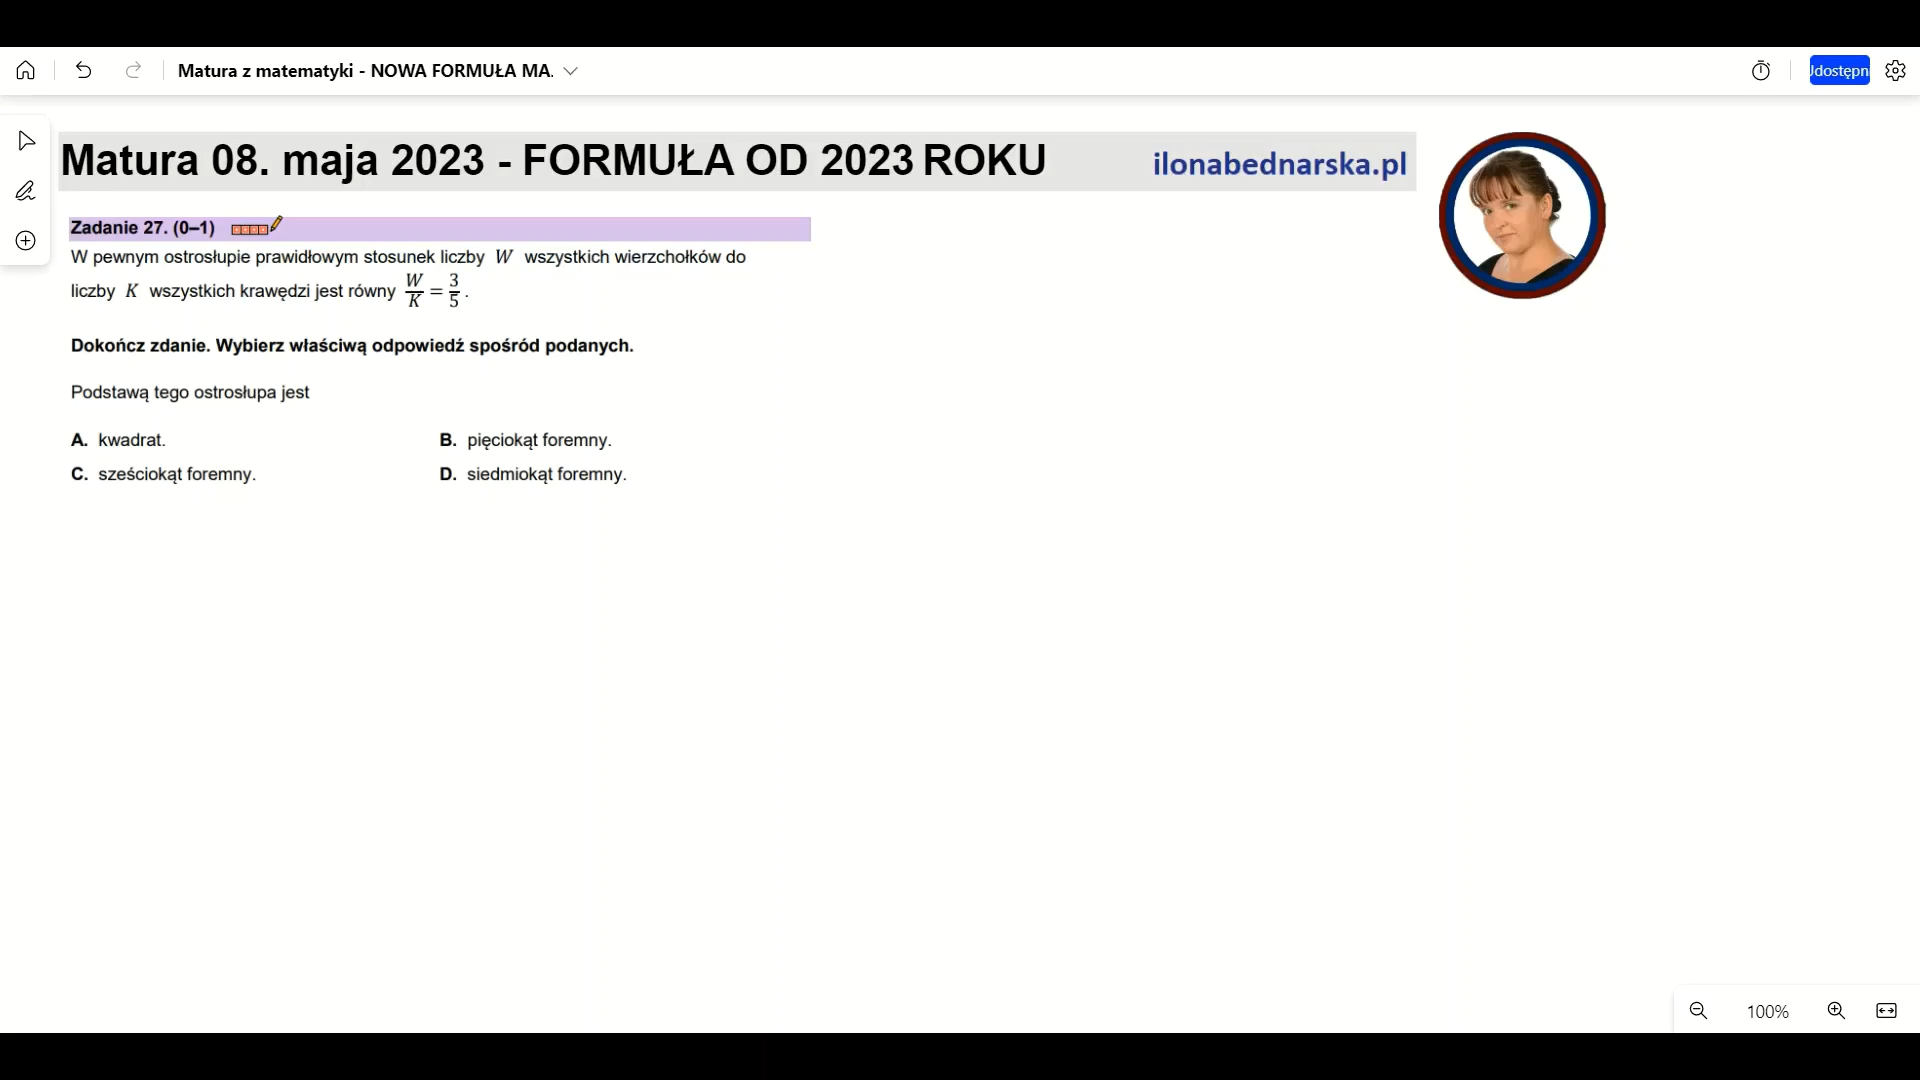 Matura z matematyki - NOWA FORMUŁA MA.
Udostępni
Matura 08. maja 2023 - FORMUŁA OD 2023 ROKU
ilonabednarska.pl
Zadanie 27. (0–1)
W pewnym ostrosłupie prawidłowym stosunek liczby W wszystkich wierzchołków do
liczby K wszystkich krawędzi jest równy W/K = 3/5.
Dokończ zdanie. Wybierz właściwą odpowiedź spośród podanych.
Podstawą tego ostrosłupa jest
A. kwadrat. B. pięciokąt foremny.
C. sześciokąt foremny. D. siedmiokąt foremny.
100%